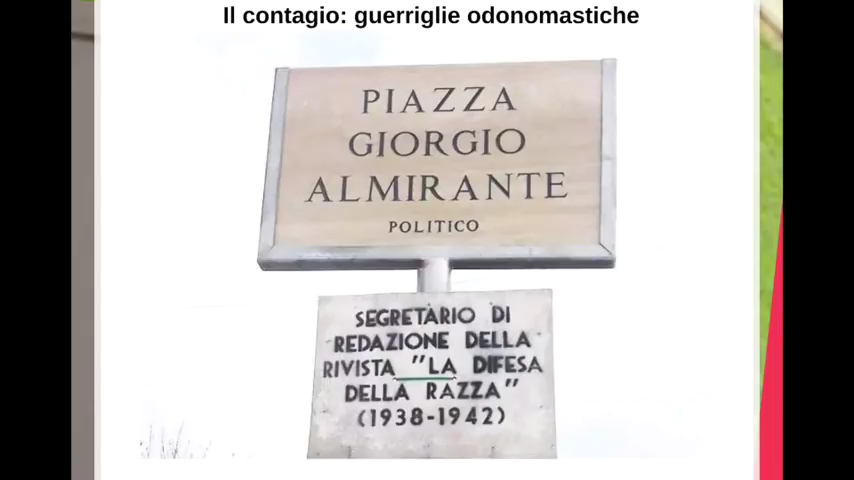 Il contagio: guerriglie odonomastiche
PIAZZA
GIORGIO
ALMIRANTE
POLITICO
SEGRETARIO DI
REDAZIONE DELLA
RIVISTA "LA DIFESA
DELLA RAZZA"
(1938-1942)